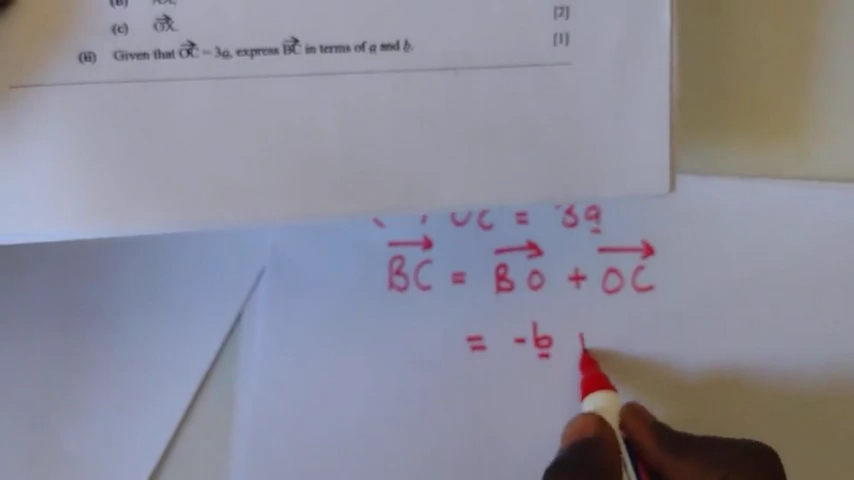 [2]
(c) OX.
(ii) Given that OC = 3a, express BC in terms of a and b. [1]
OC = 3a
BC = BO + OC
= -b